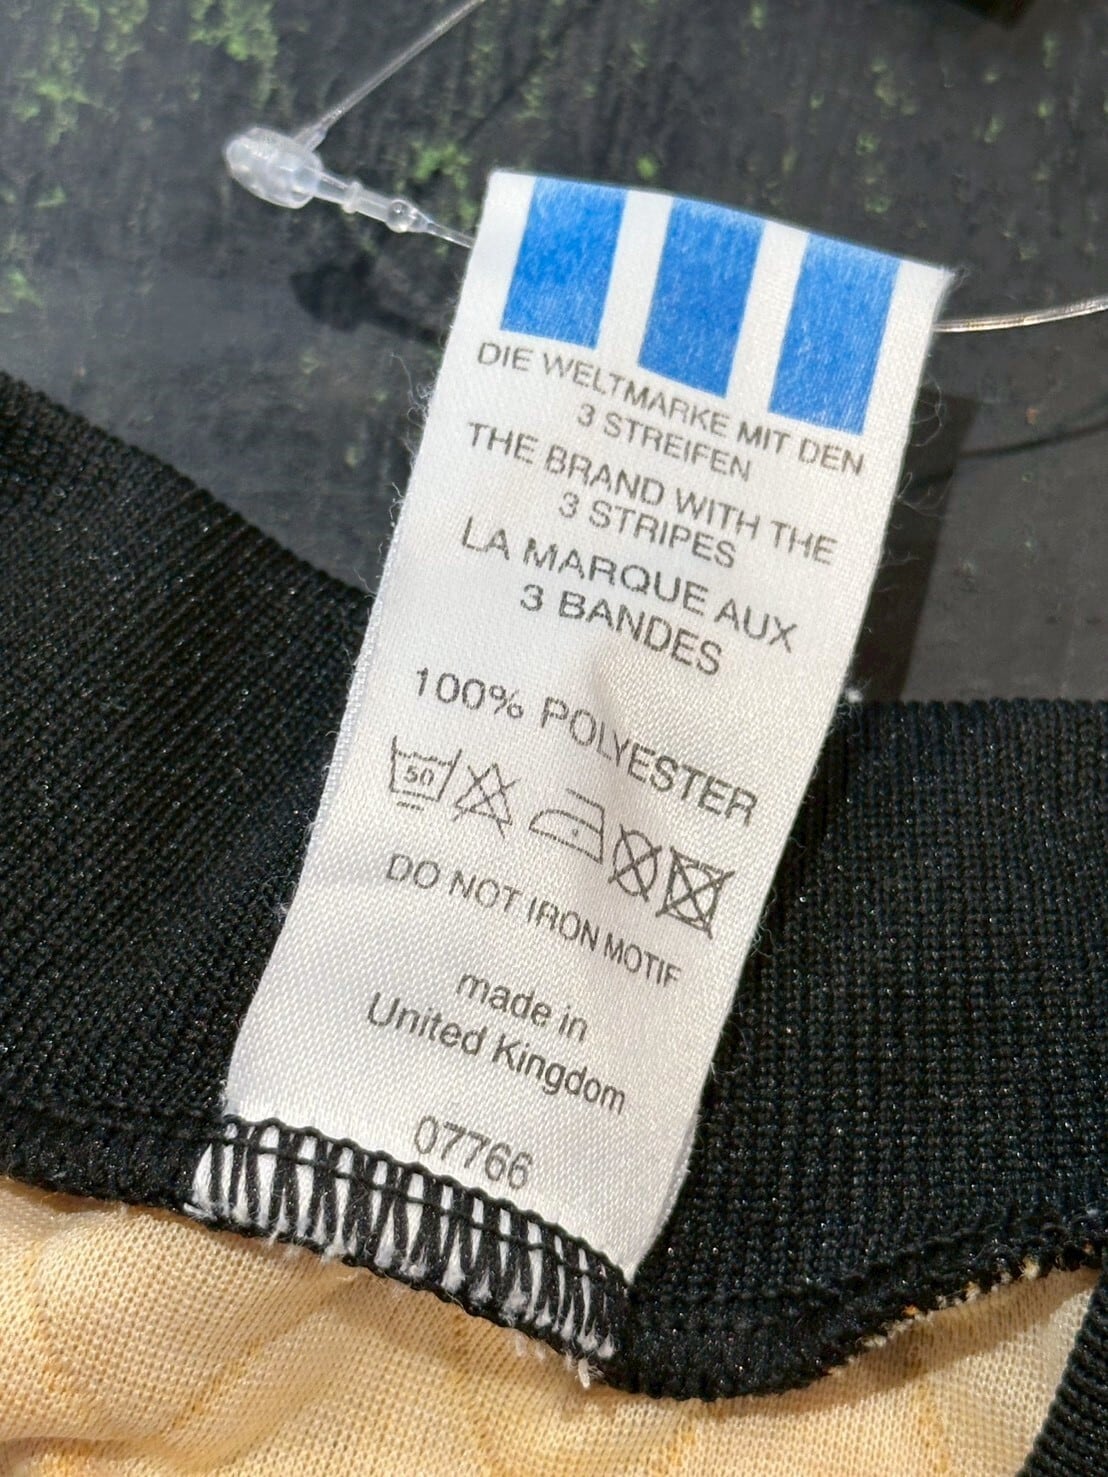 DIE WELTMARKE MIT DEN
3 STREIFEN
THE BRAND WITH THE
3 STRIPES
LA MARQUE AUX
3 BANDES
100% POLYESTER
50
DO NOT IRON MOTIF
made in
United Kingdom
07766